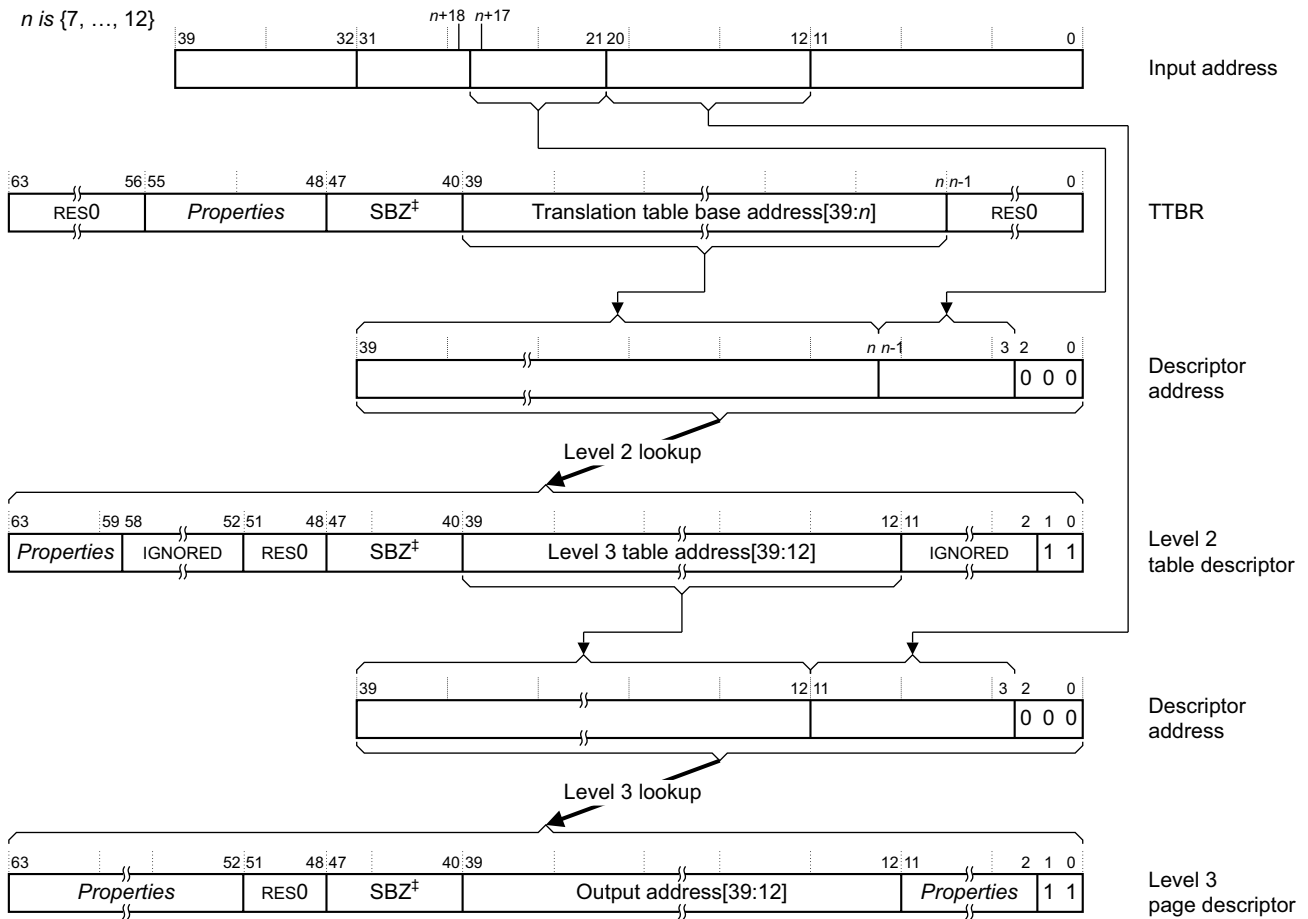 n is {7, …, 12}
n+18 n+17
39 32 31 21 20 12 11 0
Input address
63 56 55 48 47 40 39 n n-1 0
RES0 Properties SBZ‡ Translation table base address[39:n] RES0
TTBR
39 n n-1 3 2 0
0 0 0
Descriptor
address
Level 2 lookup
63 59 58 52 51 48 47 40 39 12 11 2 1 0
Properties IGNORED RES0 SBZ‡ Level 3 table address[39:12] IGNORED 1 1
Level 2
table descriptor
39 12 11 3 2 0
0 0 0
Descriptor
address
Level 3 lookup
63 52 51 48 47 40 39 12 11 2 1 0
Properties RES0 SBZ‡ Output address[39:12] Properties 1 1
Level 3
page descriptor